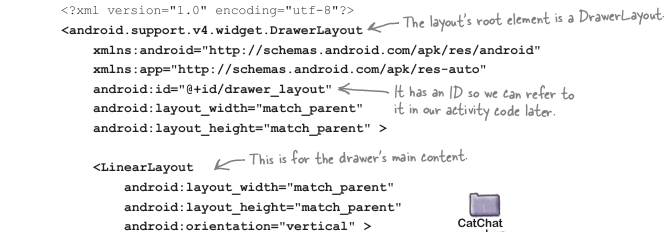 <?xml version="1.0" encoding="utf-8"?>
<android.support.v4.widget.DrawerLayout
The layout's root element is a DrawerLayout.
xmlns:android="http://schemas.android.com/apk/res/android"
xmlns:app="http://schemas.android.com/apk/res-auto"
android:id="@+id/drawer_layout"
It has an ID so we can refer to
it in our activity code later.
android:layout_width="match_parent"
android:layout_height="match_parent" >
<LinearLayout
This is for the drawer's main content.
android:layout_width="match_parent"
android:layout_height="match_parent"
android:orientation="vertical" >
CatChat